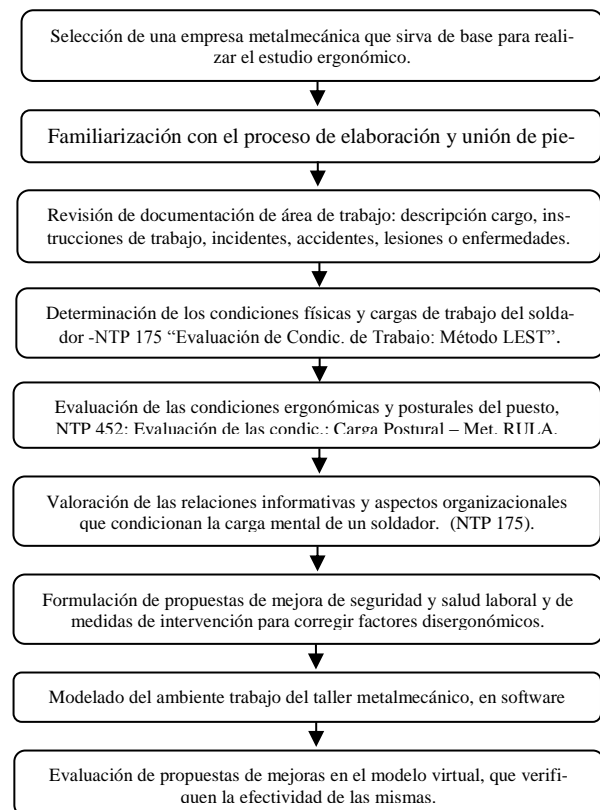 Selección de una empresa metalmecánica que sirva de base para reali-
zar el estudio ergonómico.
Familiarización con el proceso de elaboración y unión de pie-
Revisión de documentación de área de trabajo: descripción cargo, ins-
trucciones de trabajo, incidentes, accidentes, lesiones o enfermedades.
Determinación de los condiciones físicas y cargas de trabajo del solda-
dor -NTP 175 “Evaluación de Condic. de Trabajo: Método LEST”.
Evaluación de las condiciones ergonómicas y posturales del puesto,
NTP 452: Evaluación de las condic.: Carga Postural – Met. RULA.
Valoración de las relaciones informativas y aspectos organizacionales
que condicionan la carga mental de un soldador. (NTP 175).
Formulación de propuestas de mejora de seguridad y salud laboral y de
medidas de intervención para corregir factores disergonómicos.
Modelado del ambiente trabajo del taller metalmecánico, en software
Evaluación de propuestas de mejoras en el modelo virtual, que verifi-
quen la efectividad de las mismas.